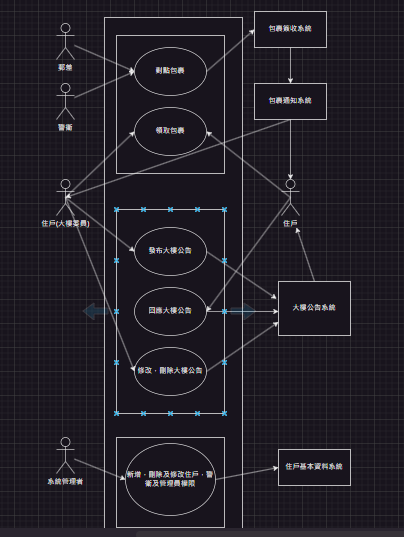 包裹簽收系統
對點包裹
郵差
包裹通知系統
領取包裹
警衛
住戶(大樓委員)
住戶
發布大樓公告
回應大樓公告
大樓公告系統
修改、刪除大樓公告
新增、刪除及修改住戶、警
衛及管理員權限
住戶基本資料系統
系統管理者